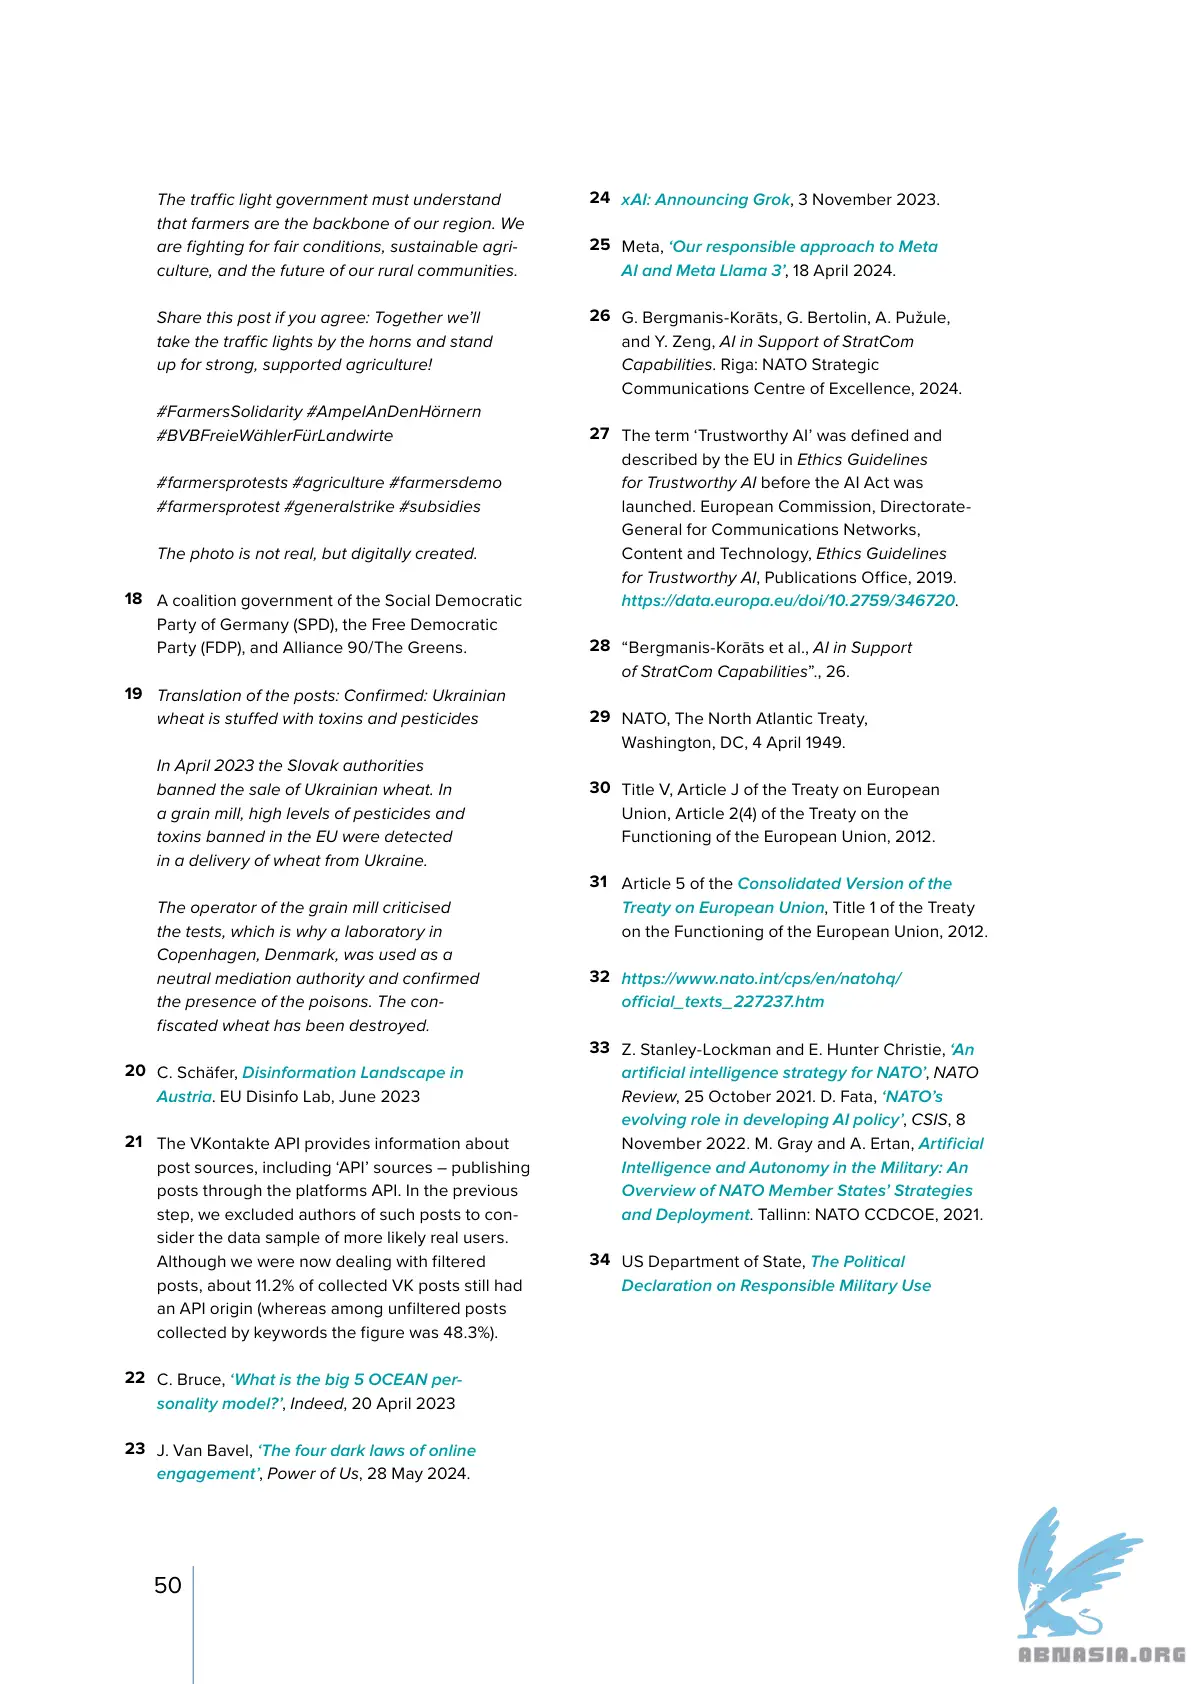 The traffic light government must understand
that farmers are the backbone of our region. We
are fighting for fair conditions, sustainable agri-
culture, and the future of our rural communities.
Share this post if you agree: Together we’ll
take the traffic lights by the horns and stand
up for strong, supported agriculture!
#FarmersSolidarity #AmpelAnDenHörnern
#BVBFreieWählerFürLandwirte
#farmersprotests #agriculture #farmersdemo
#farmersprotest #generalstrike #subsidies
The photo is not real, but digitally created.
18 A coalition government of the Social Democratic
Party of Germany (SPD), the Free Democratic
Party (FDP), and Alliance 90/The Greens.
19 Translation of the posts: Confirmed: Ukrainian
wheat is stuffed with toxins and pesticides
In April 2023 the Slovak authorities
banned the sale of Ukrainian wheat. In
a grain mill, high levels of pesticides and
toxins banned in the EU were detected
in a delivery of wheat from Ukraine.
The operator of the grain mill criticised
the tests, which is why a laboratory in
Copenhagen, Denmark, was used as a
neutral mediation authority and confirmed
the presence of the poisons. The con-
fiscated wheat has been destroyed.
20 C. Schäfer, Disinformation Landscape in
Austria. EU Disinfo Lab, June 2023
21 The VKontakte API provides information about
post sources, including ‘API’ sources – publishing
posts through the platforms API. In the previous
step, we excluded authors of such posts to con-
sider the data sample of more likely real users.
Although we were now dealing with filtered
posts, about 11.2% of collected VK posts still had
an API origin (whereas among unfiltered posts
collected by keywords the figure was 48.3%).
22 C. Bruce, ‘What is the big 5 OCEAN per-
sonality model?’, Indeed, 20 April 2023
23 J. Van Bavel, ‘The four dark laws of online
engagement’, Power of Us, 28 May 2024.
24 xAI: Announcing Grok, 3 November 2023.
25 Meta, ‘Our responsible approach to Meta
AI and Meta Llama 3’, 18 April 2024.
26 G. Bergmanis-Korāts, G. Bertolin, A. Pužule,
and Y. Zeng, AI in Support of StratCom
Capabilities. Riga: NATO Strategic
Communications Centre of Excellence, 2024.
27 The term ‘Trustworthy AI’ was defined and
described by the EU in Ethics Guidelines
for Trustworthy AI before the AI Act was
launched. European Commission, Directorate-
General for Communications Networks,
Content and Technology, Ethics Guidelines
for Trustworthy AI, Publications Office, 2019.
https://data.europa.eu/doi/10.2759/346720.
28 “Bergmanis-Korāts et al., AI in Support
of StratCom Capabilities”., 26.
29 NATO, The North Atlantic Treaty,
Washington, DC, 4 April 1949.
30 Title V, Article J of the Treaty on European
Union, Article 2(4) of the Treaty on the
Functioning of the European Union, 2012.
31 Article 5 of the Consolidated Version of the
Treaty on European Union, Title 1 of the Treaty
on the Functioning of the European Union, 2012.
32 https://www.nato.int/cps/en/natohq/
official_texts_227237.htm
33 Z. Stanley-Lockman and E. Hunter Christie, ‘An
artificial intelligence strategy for NATO’, NATO
Review, 25 October 2021. D. Fata, ‘NATO’s
evolving role in developing AI policy’, CSIS, 8
November 2022. M. Gray and A. Ertan, Artificial
Intelligence and Autonomy in the Military: An
Overview of NATO Member States’ Strategies
and Deployment. Tallinn: NATO CCDCOE, 2021.
34 US Department of State, The Political
Declaration on Responsible Military Use
50
ABNASIA.ORG